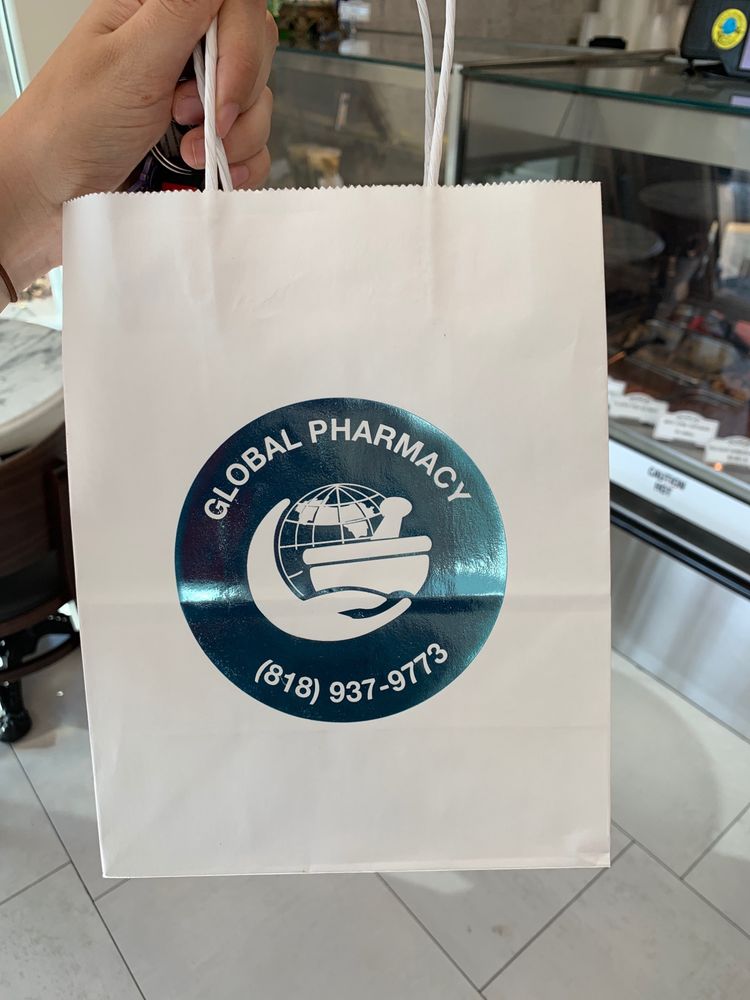 GLOBAL PHARMACY
(818) 937-9773
CAUTION
HOT